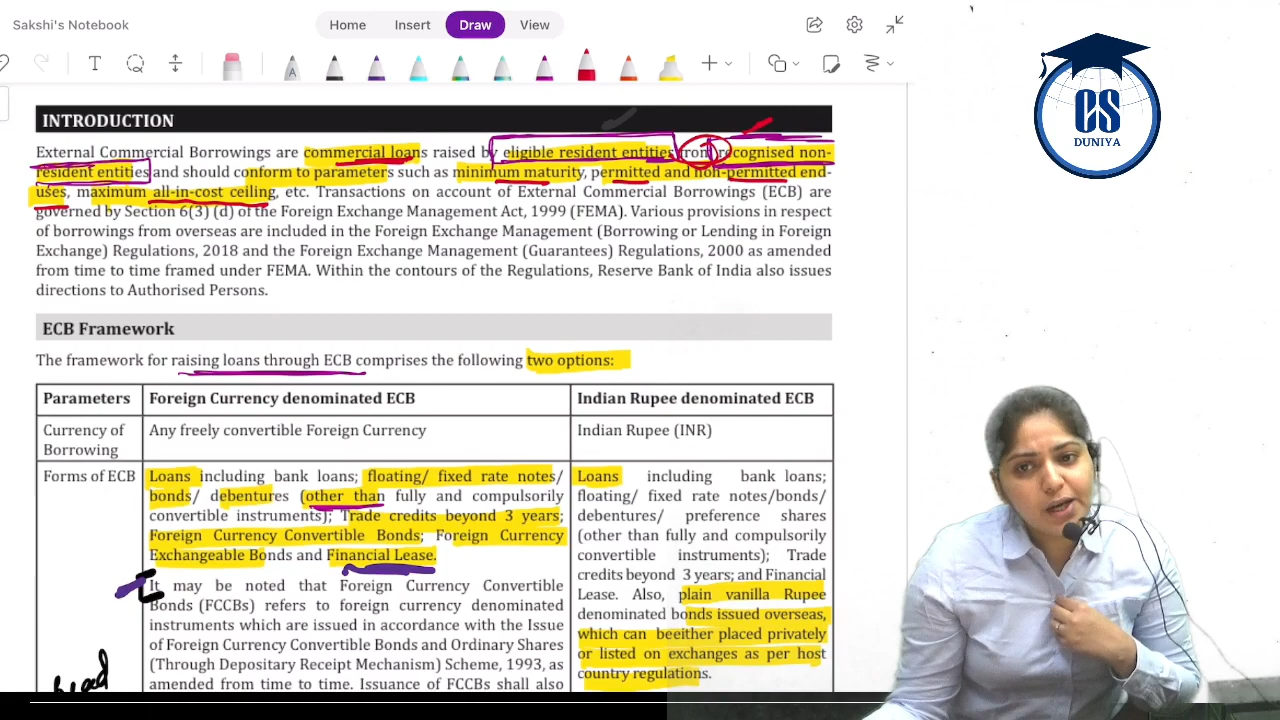 Sakshi's Notebook
Home Insert Draw View
T
A
CS
DUNIYA
INTRODUCTION
External Commercial Borrowings are commercial loans raised by eligible resident entities from recognised non-
resident entities and should conform to parameters such as minimum maturity, permitted and non-permitted end-
uses, maximum all-in-cost ceiling, etc. Transactions on account of External Commercial Borrowings (ECB) are
governed by Section 6(3) (d) of the Foreign Exchange Management Act, 1999 (FEMA). Various provisions in respect
of borrowings from overseas are included in the Foreign Exchange Management (Borrowing or Lending in Foreign
Exchange) Regulations, 2018 and the Foreign Exchange Management (Guarantees) Regulations, 2000 as amended
from time to time framed under FEMA. Within the contours of the Regulations, Reserve Bank of India also issues
directions to Authorised Persons.
ECB Framework
The framework for raising loans through ECB comprises the following two options:
Parameters Foreign Currency denominated ECB Indian Rupee denominated ECB
Currency of
Borrowing
Any freely convertible Foreign Currency
Indian Rupee (INR)
Forms of ECB
Loans including bank loans; floating/ fixed rate notes/
bonds/ debentures (other than fully and compulsorily
convertible instruments); Trade credits beyond 3 years;
Foreign Currency Convertible Bonds; Foreign Currency
Exchangeable Bonds and Financial Lease.
It may be noted that Foreign Currency Convertible
Bonds (FCCBs) refers to foreign currency denominated
instruments which are issued in accordance with the Issue
of Foreign Currency Convertible Bonds and Ordinary Shares
(Through Depositary Receipt Mechanism) Scheme, 1993, as
amended from time to time. Issuance of FCCBs shall also
Loans including bank loans;
floating/ fixed rate notes/bonds/
debentures/ preference shares
(other than fully and compulsorily
convertible instruments); Trade
credits beyond 3 years; and Financial
Lease. Also, plain vanilla Rupee
denominated bonds issued overseas,
which can beeither placed privately
or listed on exchanges as per host
country regulations.